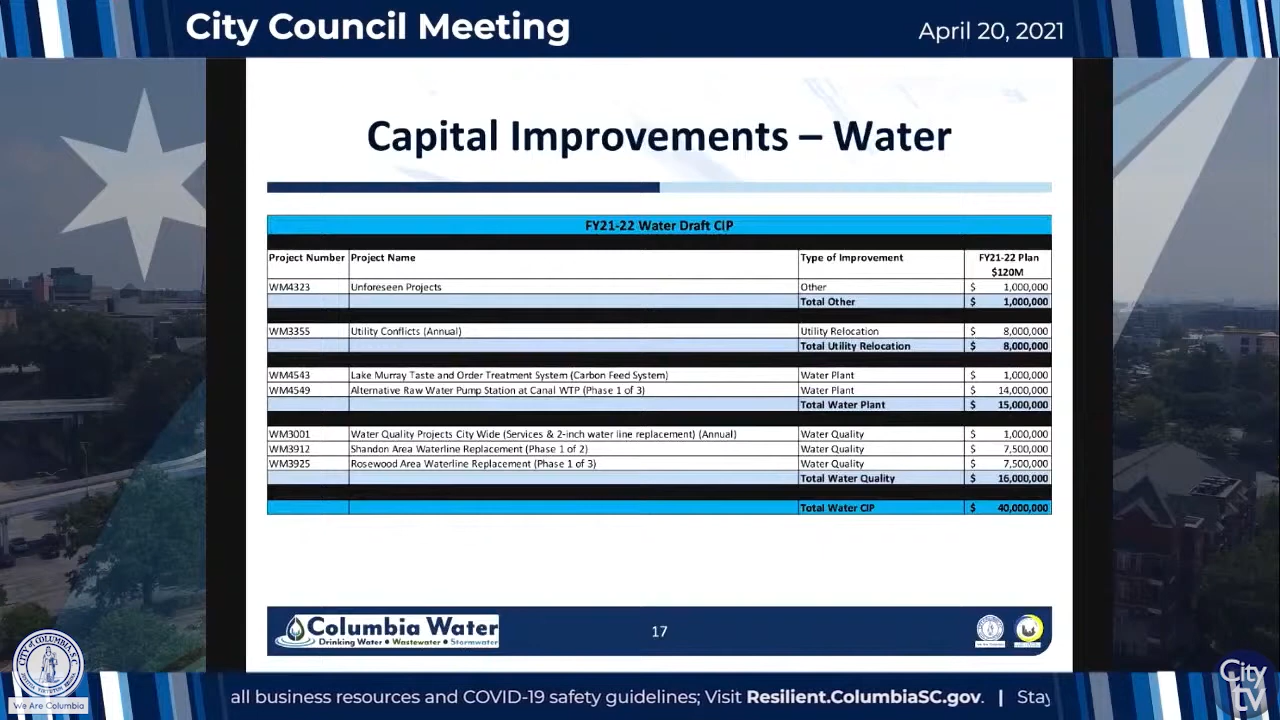 City Council Meeting
April 20, 2021
Capital Improvements – Water
FY21-22 Water Draft CIP
Project Number Project Name Type of Improvement FY21-22 Plan
$120M
WM4323 Unforeseen Projects Other $ 1,000,000
Total Other $ 1,000,000
WM3355 Utility Conflicts (Annual) Utility Relocation $ 8,000,000
Total Utility Relocation $ 8,000,000
WM4543 Lake Murray Taste and Order Treatment System (Carbon Feed System) Water Plant $ 1,000,000
WM4549 Alternative Raw Water Pump Station at Canal WTP (Phase 1 of 3) Water Plant $ 14,000,000
Total Water Plant $ 15,000,000
WM3001 Water Quality Projects City Wide (Services & 2-inch water line replacement) (Annual) Water Quality $ 1,000,000
WM3912 Shandon Area Waterline Replacement (Phase 1 of 2) Water Quality $ 7,500,000
WM3925 Rosewood Area Waterline Replacement (Phase 1 of 3) Water Quality $ 7,500,000
Total Water Quality $ 16,000,000
Total Water CIP $ 40,000,000
Columbia Water
Drinking Water • Wastewater • Stormwater
17
We Are Columbia
all business resources and COVID-19 safety guidelines; Visit Resilient.ColumbiaSC.gov. | Stay
City
tv